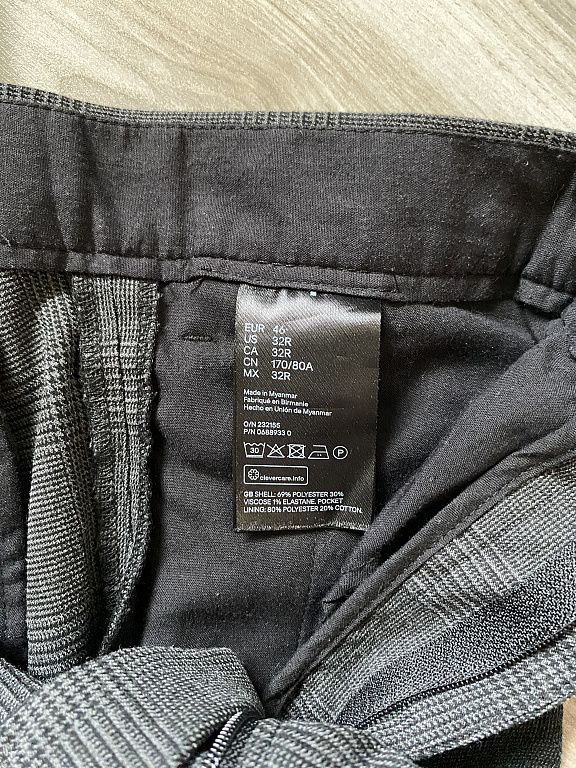 EUR 46
US 32R
CA 32R
CN 170/80A
MX 32R
Made in Myanmar
Fabriqué en Birmanie
Hecho en Unión de Myanmar
O/N 232155
P/N 0688933 0
30 P
clevercare.info
GB SHELL: 69% POLYESTER 30%
VISCOSE 1% ELASTANE. POCKET
LINING: 80% POLYESTER 20% COTTON.